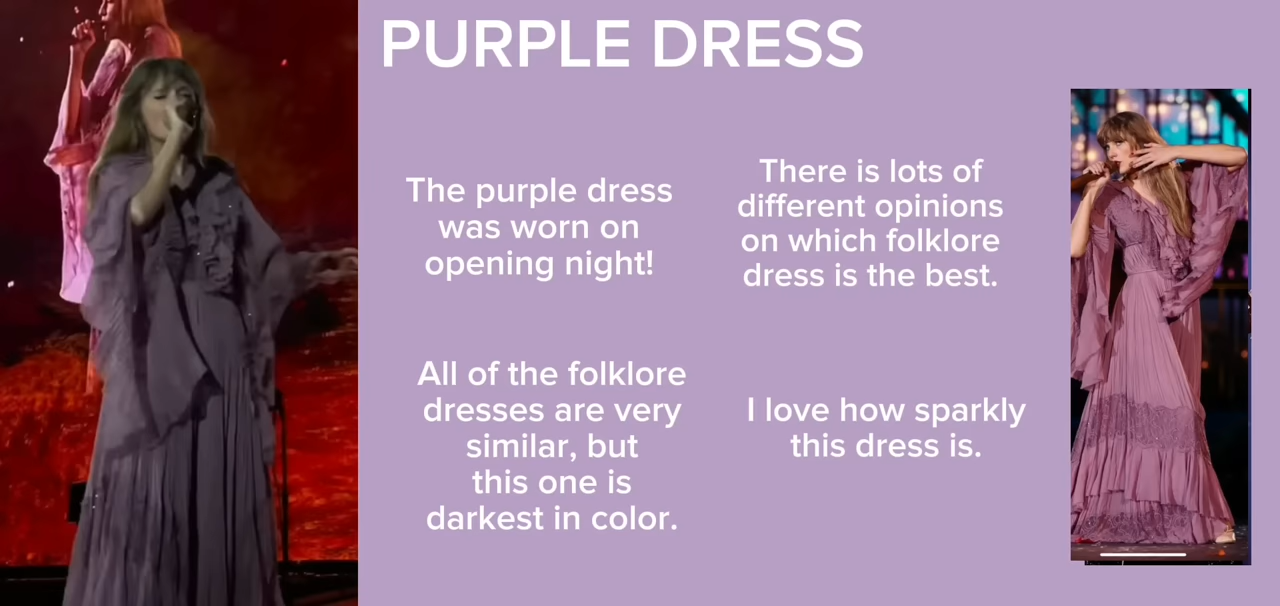 PURPLE DRESS
The purple dress
was worn on
opening night!
There is lots of
different opinions
on which folklore
dress is the best.
All of the folklore
dresses are very
similar, but
this one is
darkest in color.
I love how sparkly
this dress is.